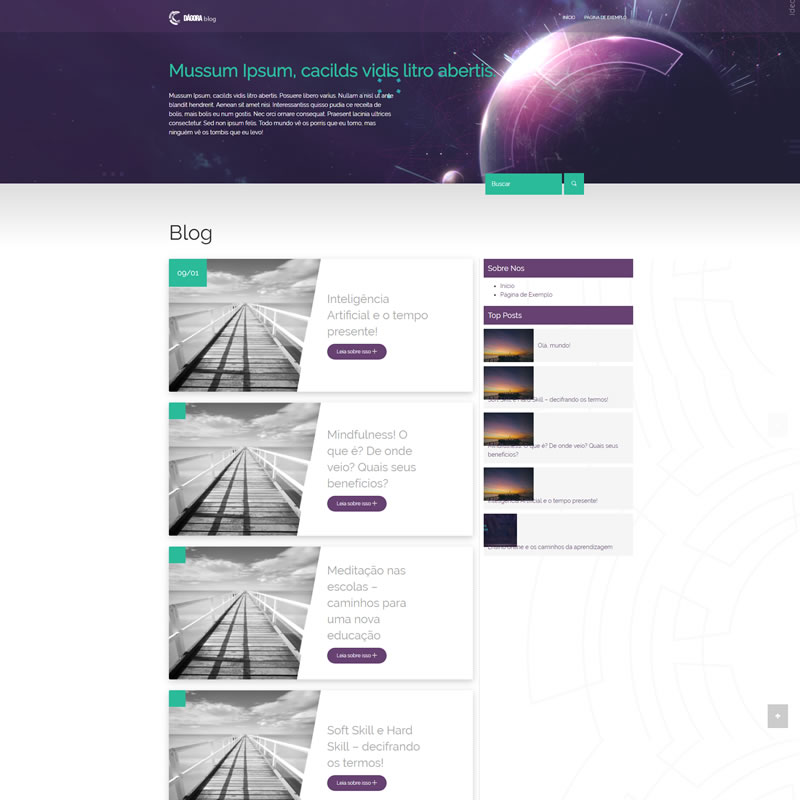 DÁGORA blog
INÍCIO
PÁGINA DE EXEMPLO
Mussum Ipsum, cacilds vidis litro abertis.
Mussum Ipsum, cacilds vidis litro abertis. Posuere libero varius. Nullam a nisl ut ante
blandit hendrerit. Aenean sit amet nisi. Interessantiss quisso pudia ce receita de
bolis, mais bolis eu num gostis. Nec orci ornare consequat. Praesent lacinia ultrices
consectetur. Sed non ipsum felis. Todo mundo vê os porris que eu tomo, mas
ninguém vê os tombis que eu levo!
Buscar
Blog
09/01
Inteligência
Artificial e o tempo
presente!
Leia sobre isso +
Mindfulness! O
que é? De onde
veio? Quais seus
benefícios?
Leia sobre isso +
Meditação nas
escolas –
caminhos para
uma nova
educação
Leia sobre isso +
Soft Skill e Hard
Skill – decifrando
os termos!
Leia sobre isso +
Sobre Nos
Início
Página de Exemplo
Top Posts
Olá, mundo!
Soft Skill e Hard Skill – decifrando os termos!
Mindfulness! O que é? De onde veio? Quais seus
benefícios?
Inteligência Artificial e o tempo presente!
Ensino online e os caminhos da aprendizagem